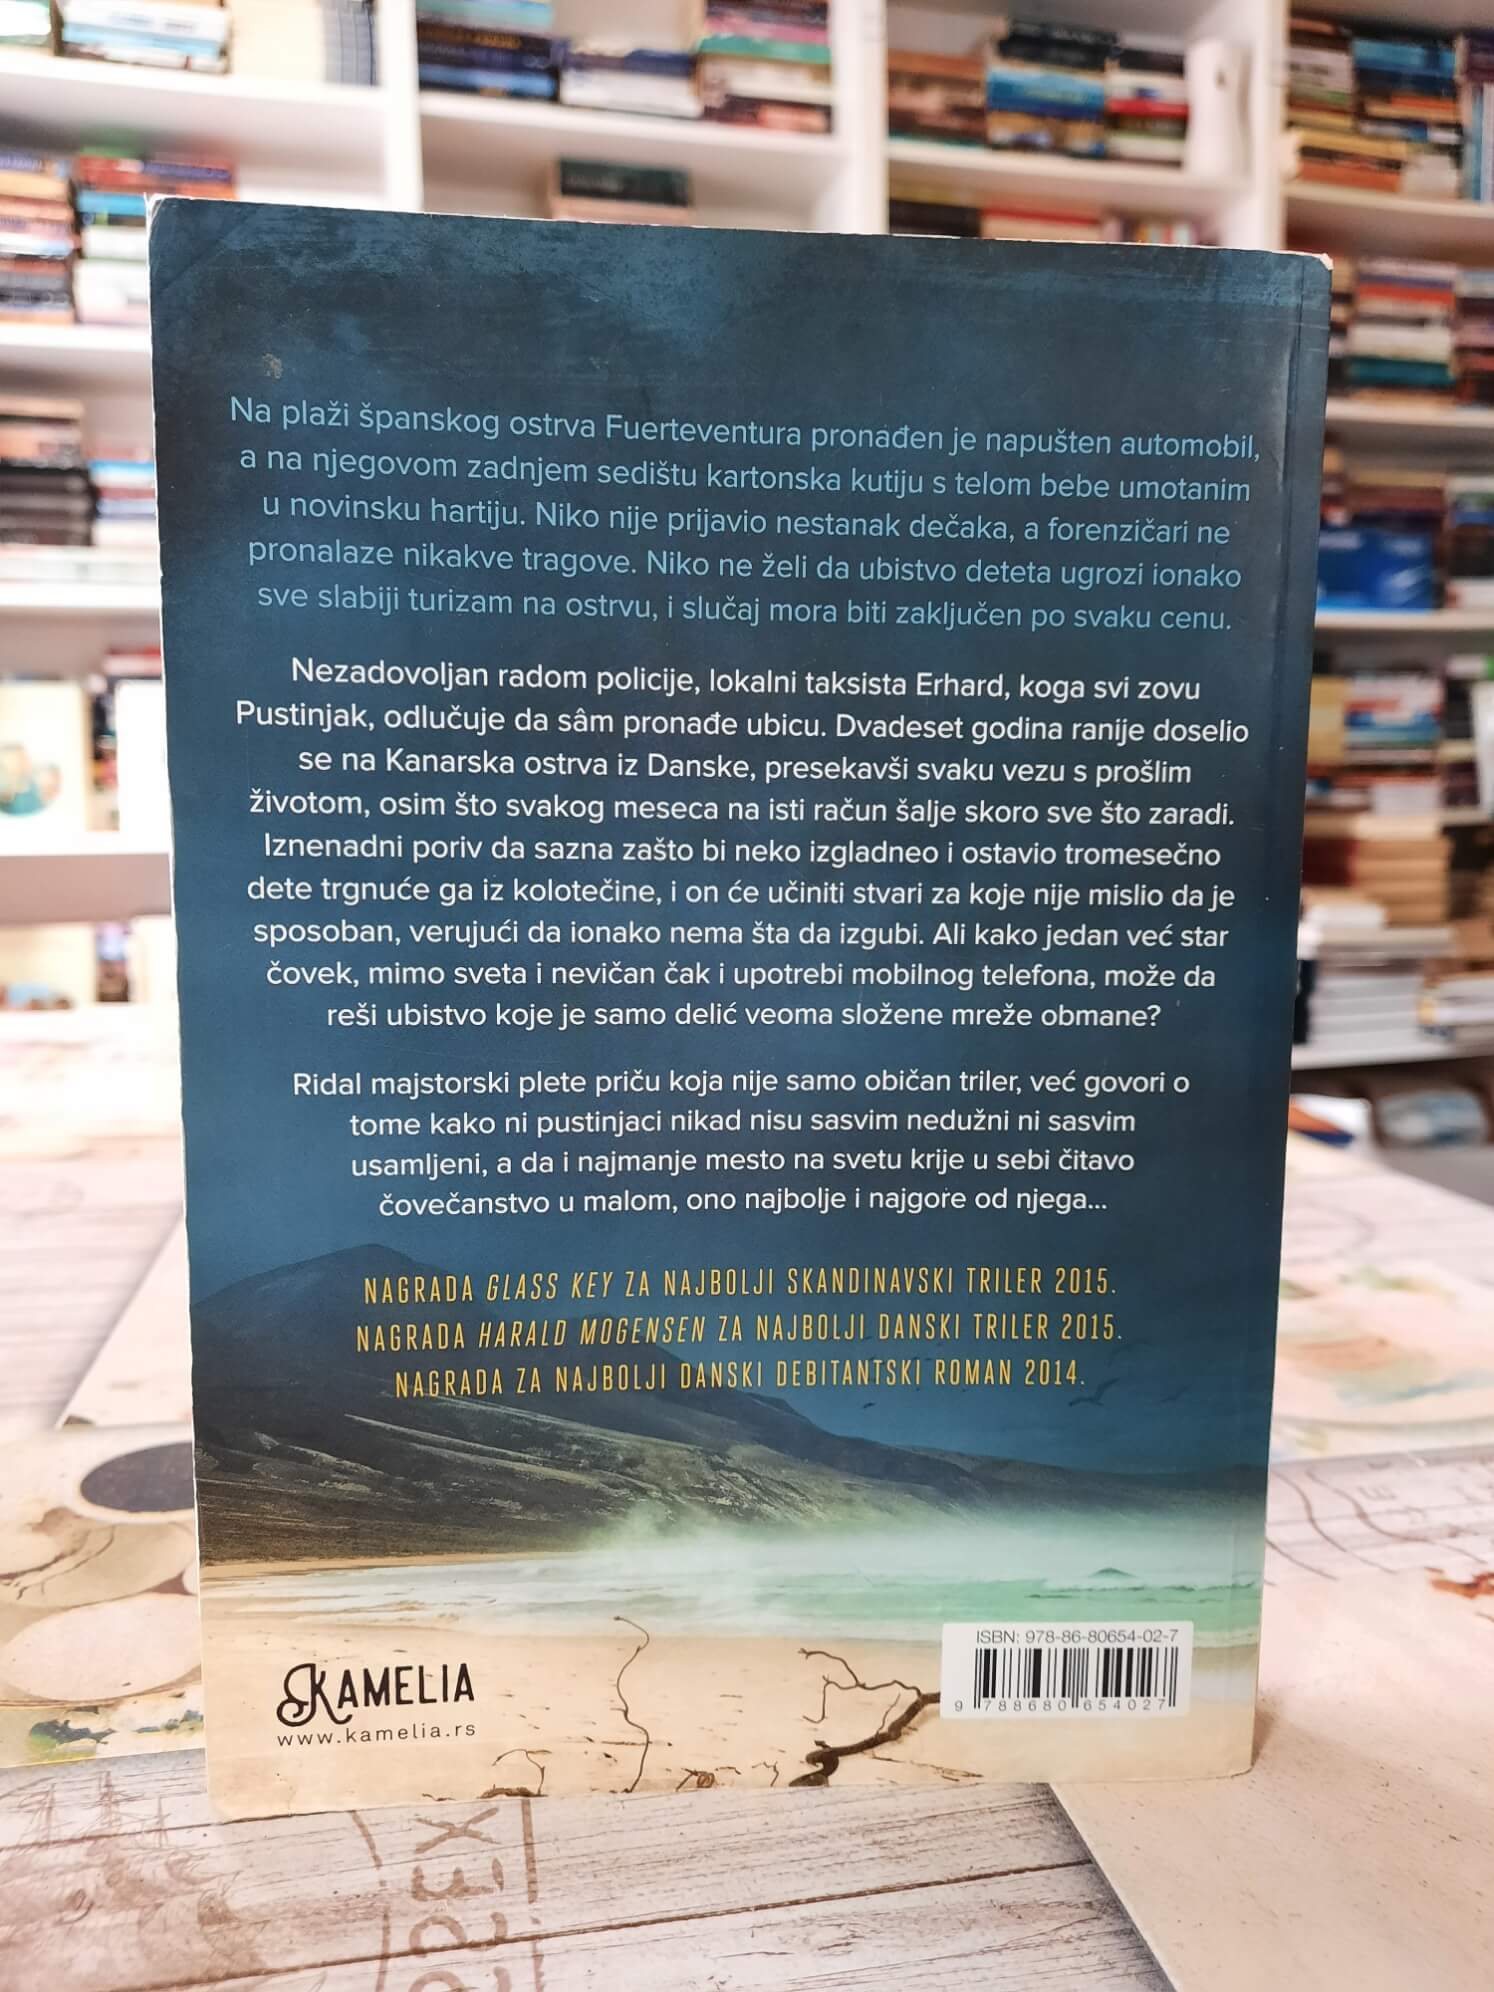 Na plaži španskog ostrva Fuerteventura pronađen je napušten automobil,
a na njegovom zadnjem sedištu kartonska kutiju s telom bebe umotanim
u novinsku hartiju. Niko nije prijavio nestanak dečaka, a forenzičari ne
pronalaze nikakve tragove. Niko ne želi da ubistvo deteta ugrozi ionako
sve slabiji turizam na ostrvu, i slučaj mora biti zaključen po svaku cenu.
Nezadovoljan radom policije, lokalni taksista Erhard, koga svi zovu
Pustinjak, odlučuje da sâm pronađe ubicu. Dvadeset godina ranije doselio
se na Kanarska ostrva iz Danske, presekavši svaku vezu s prošlim
životom, osim što svakog meseca na isti račun šalje skoro sve što zaradi.
Iznenadni poriv da sazna zašto bi neko izgladneo i ostavio tromesečno
dete trgnuće ga iz kolotečine, i on će učiniti stvari za koje nije mislio da je
sposoban, verujući da ionako nema šta da izgubi. Ali kako jedan već star
čovek, mimo sveta i nevičan čak i upotrebi mobilnog telefona, može da
reši ubistvo koje je samo delić veoma složene mreže obmane?
Ridal majstorski plete priču koja nije samo običan triler, već govori o
tome kako ni pustinjaci nikad nisu sasvim nedužni ni sasvim
usamljeni, a da i najmanje mesto na svetu krije u sebi čitavo
čovečanstvo u malom, ono najbolje i najgore od njega...
NAGRADA GLASS KEY ZA NAJBOLJI SKANDINAVSKI TRILER 2015.
NAGRADA HARALD MOGENSEN ZA NAJBOLJI DANSKI TRILER 2015.
NAGRADA ZA NAJBOLJI DANSKI DEBITANTSKI ROMAN 2014.
KAMELIA
www.kamelia.rs
ISBN: 978-86-80654-02-7
9 788680 654027